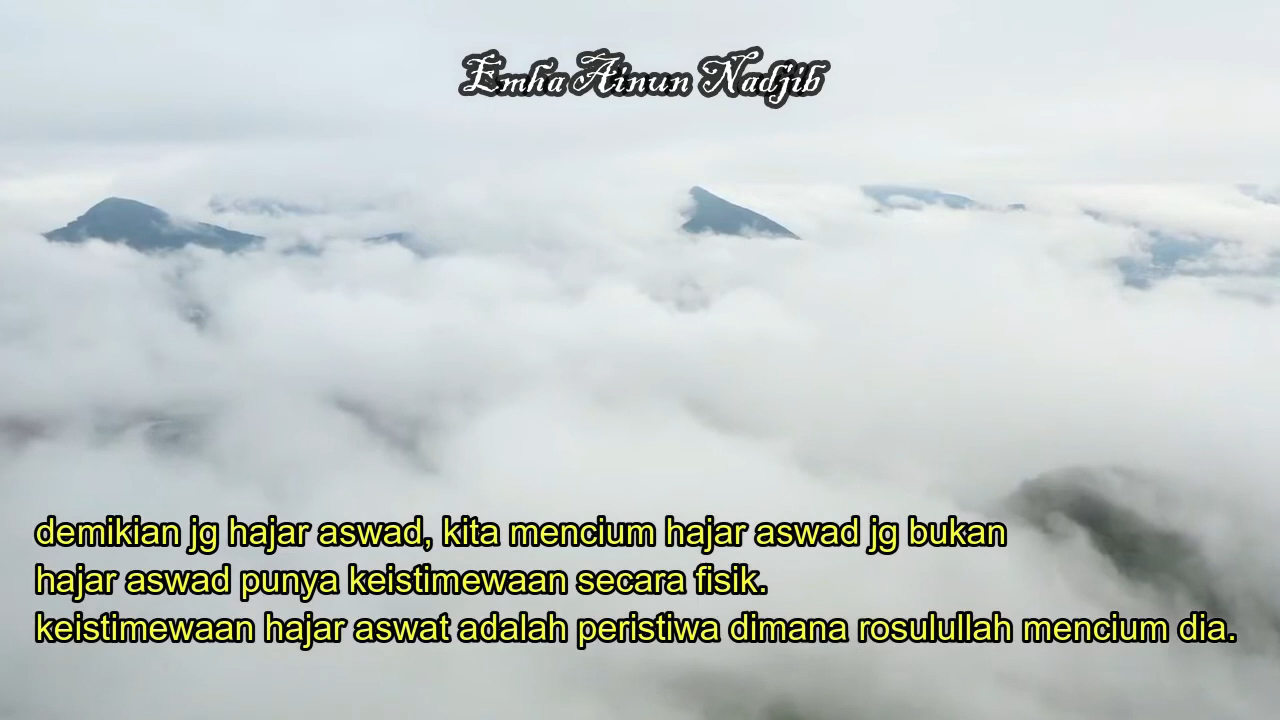 Emha Ainun Nadjib
demikian jg hajar aswad, kita mencium hajar aswad jg bukan
hajar aswad punya keistimewaan secara fisik.
keistimewaan hajar aswat adalah peristiwa dimana rosulullah mencium dia.